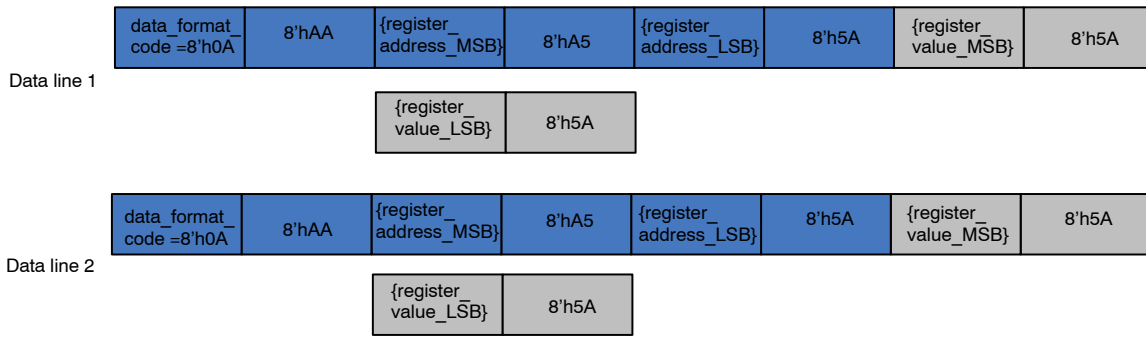 data_format_ 8'hAA {register_ 8'hA5 {register_ 8'h5A {register_ 8'h5A
code =8'h0A address_MSB} address_LSB} value_MSB}
Data line 1
{register_ 8'h5A
value_LSB}
data_format_ 8'hAA {register_ 8'hA5 {register_ 8'h5A {register_ 8'h5A
code =8'h0A address_MSB} address_LSB} value_MSB}
Data line 2
{register_ 8'h5A
value_LSB}